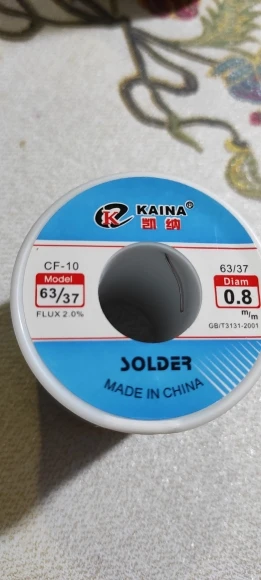 KAINA®
凯纳
CF-10
Model
63/37
FLUX 2.0%
63/37
Diam
0.8
m/m
GB/T3131-2001
SOLDER
MADE IN CHINA